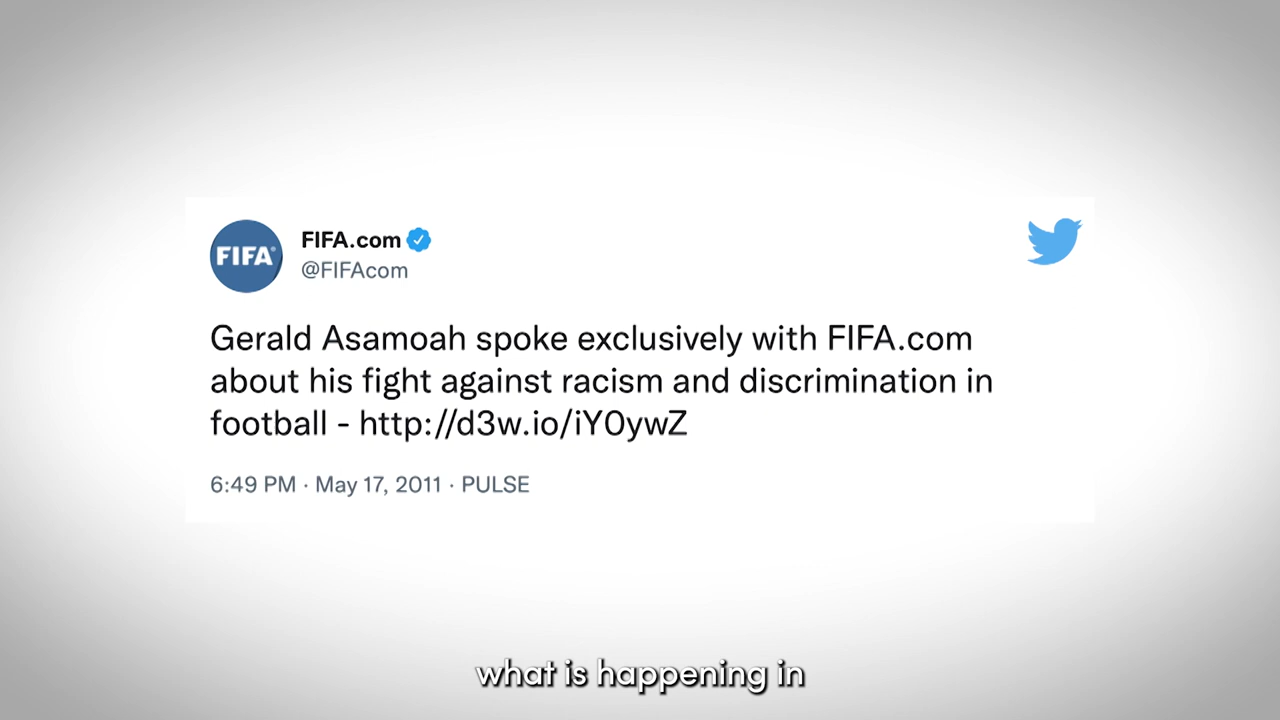 FIFA®
FIFA.com
@FIFAcom
Gerald Asamoah spoke exclusively with FIFA.com
about his fight against racism and discrimination in
football - http://d3w.io/iY0ywZ
6:49 PM · May 17, 2011 · PULSE
what is happening in